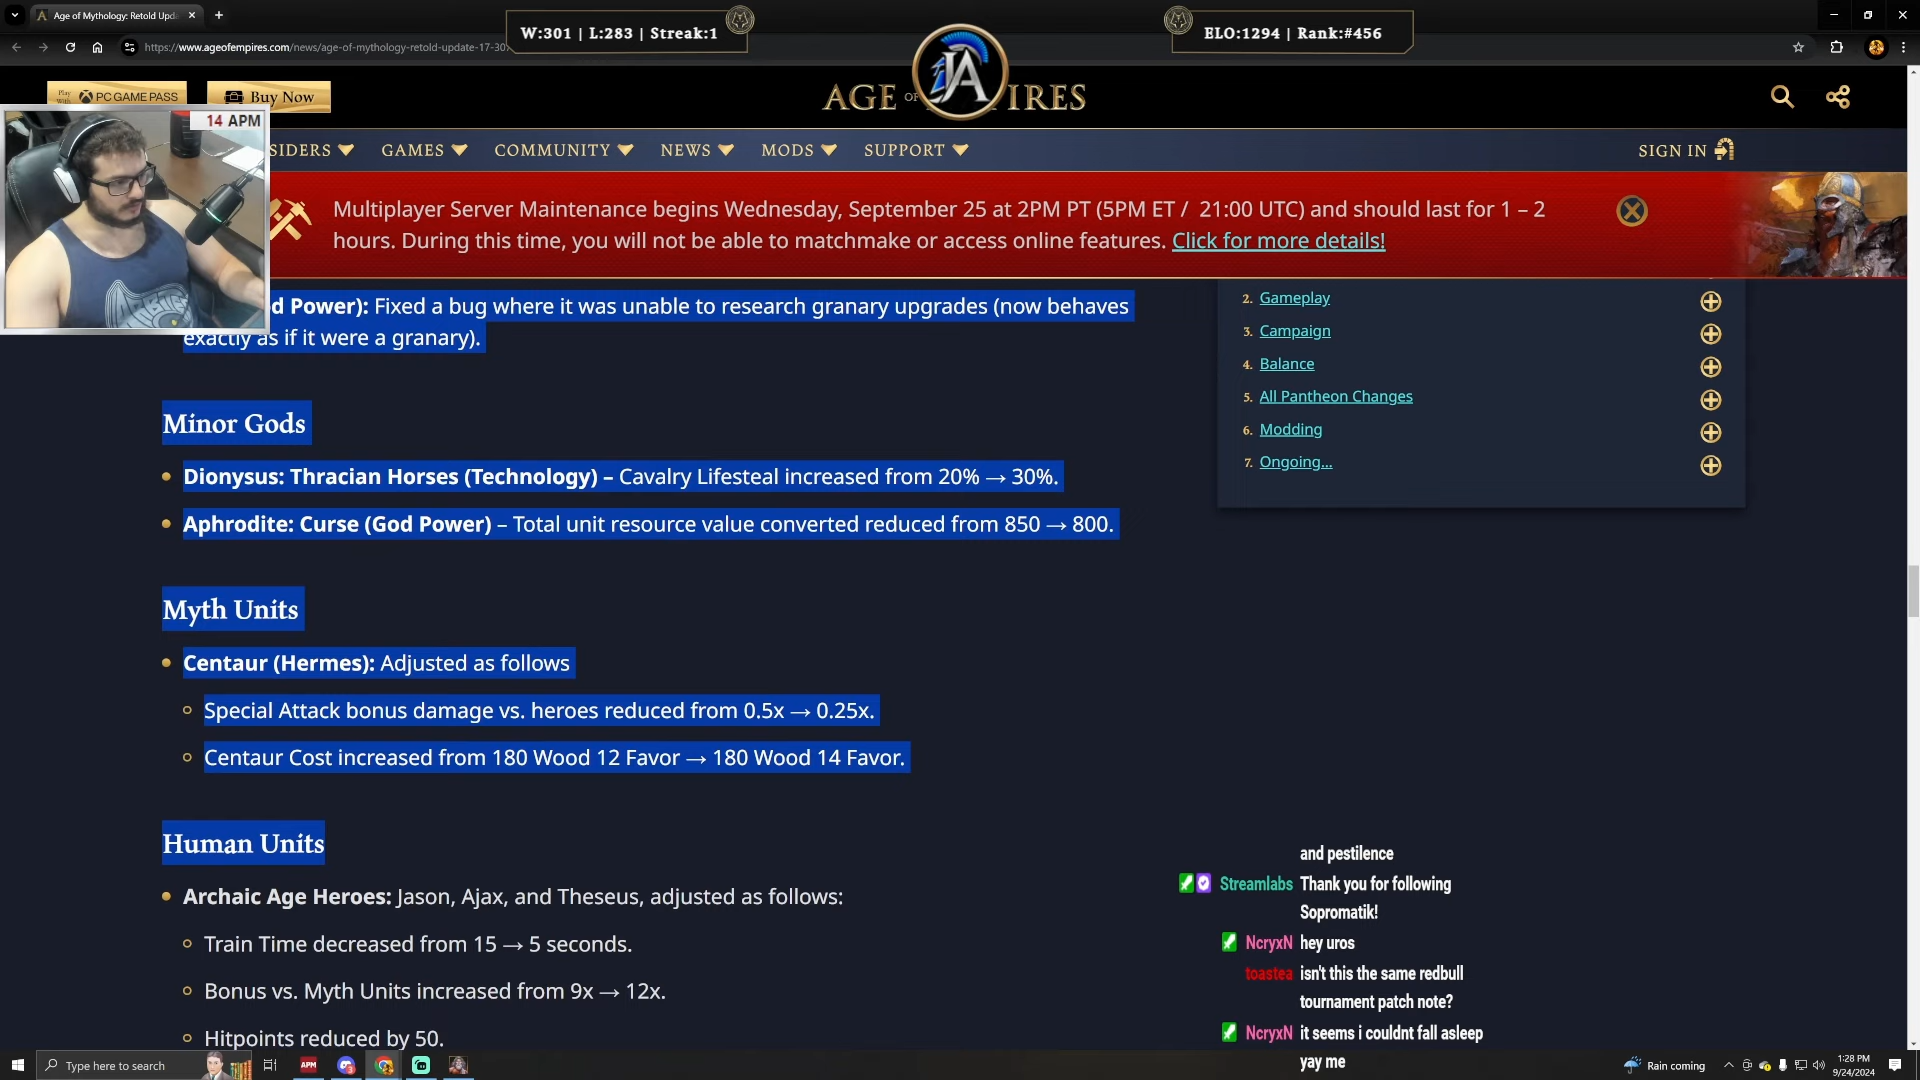 Age of Mythology: Retold Upda
https://www.ageofempires.com/news/age-of-mythology-retold-update-17-30
W:301 | L:283 | Streak:1
ELO:1294 | Rank:#456
Play With
PC GAME PASS
Buy Now
AGE OF
IRES
14 APM
SIDERS
GAMES
COMMUNITY
NEWS
MODS
SUPPORT
SIGN IN
Multiplayer Server Maintenance begins Wednesday, September 25 at 2PM PT (5PM ET / 21:00 UTC) and should last for 1 – 2
hours. During this time, you will not be able to matchmake or access online features. Click for more details!
d Power): Fixed a bug where it was unable to research granary upgrades (now behaves
exactly as if it were a granary).
2. Gameplay
3. Campaign
4. Balance
5. All Pantheon Changes
6. Modding
7. Ongoing...
Minor Gods
Dionysus: Thracian Horses (Technology) – Cavalry Lifesteal increased from 20% → 30%.
Aphrodite: Curse (God Power) – Total unit resource value converted reduced from 850 → 800.
Myth Units
Centaur (Hermes): Adjusted as follows
Special Attack bonus damage vs. heroes reduced from 0.5x → 0.25x.
Centaur Cost increased from 180 Wood 12 Favor → 180 Wood 14 Favor.
Human Units
Archaic Age Heroes: Jason, Ajax, and Theseus, adjusted as follows:
Train Time decreased from 15 → 5 seconds.
Bonus vs. Myth Units increased from 9x → 12x.
Hitpoints reduced by 50.
and pestilence
Streamlabs Thank you for following
Sopromatik!
NcryxN hey uros
toastea isn't this the same redbull
tournament patch note?
NcryxN it seems i couldnt fall asleep
yay me
Type here to search
APM
Rain coming
1:28 PM
9/24/2024